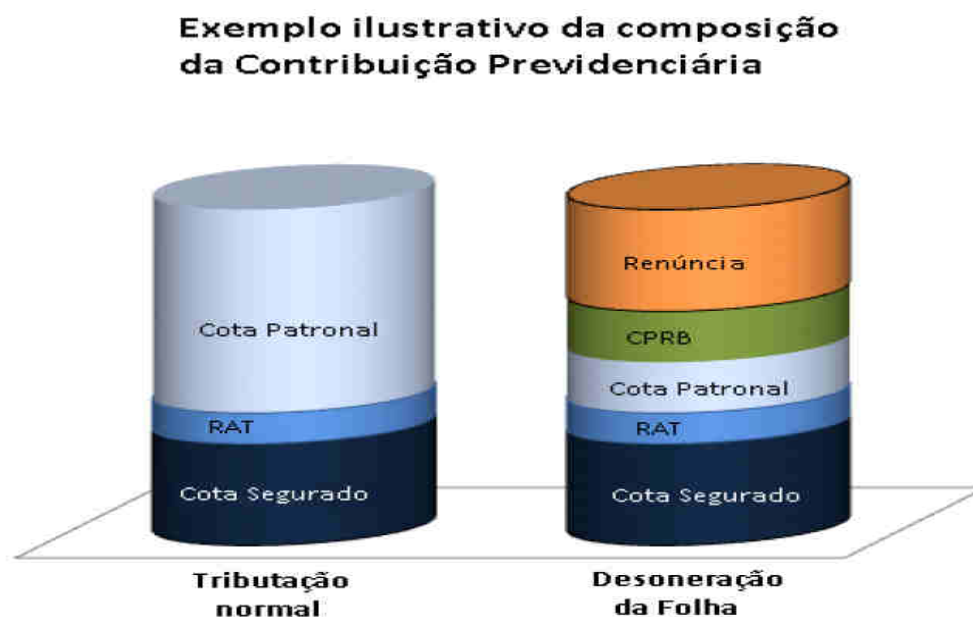 Exemplo ilustrativo da composição
da Contribuição Previdenciária
Cota Patronal
RAT
Cota Segurado
Renúncia
CPRB
Cota Patronal
RAT
Cota Segurado
Tributação
normal
Desoneração
da Folha